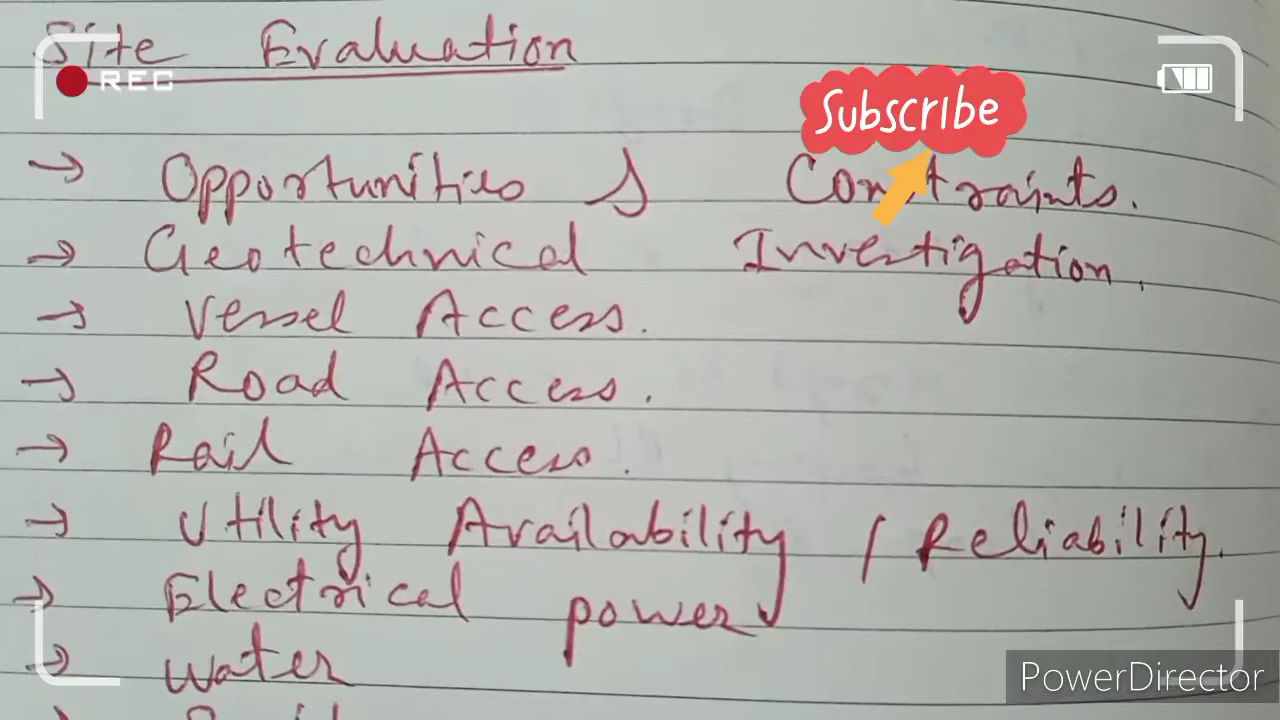 Site Evaluation
REC
Subscribe
→ Opportunities & Constraints.
→ Geotechnical Investigation.
→ Vessel Access.
→ Road Access.
→ Rail Access.
→ Utility Availability / Reliability.
→ Electrical power
→ Water
PowerDirector